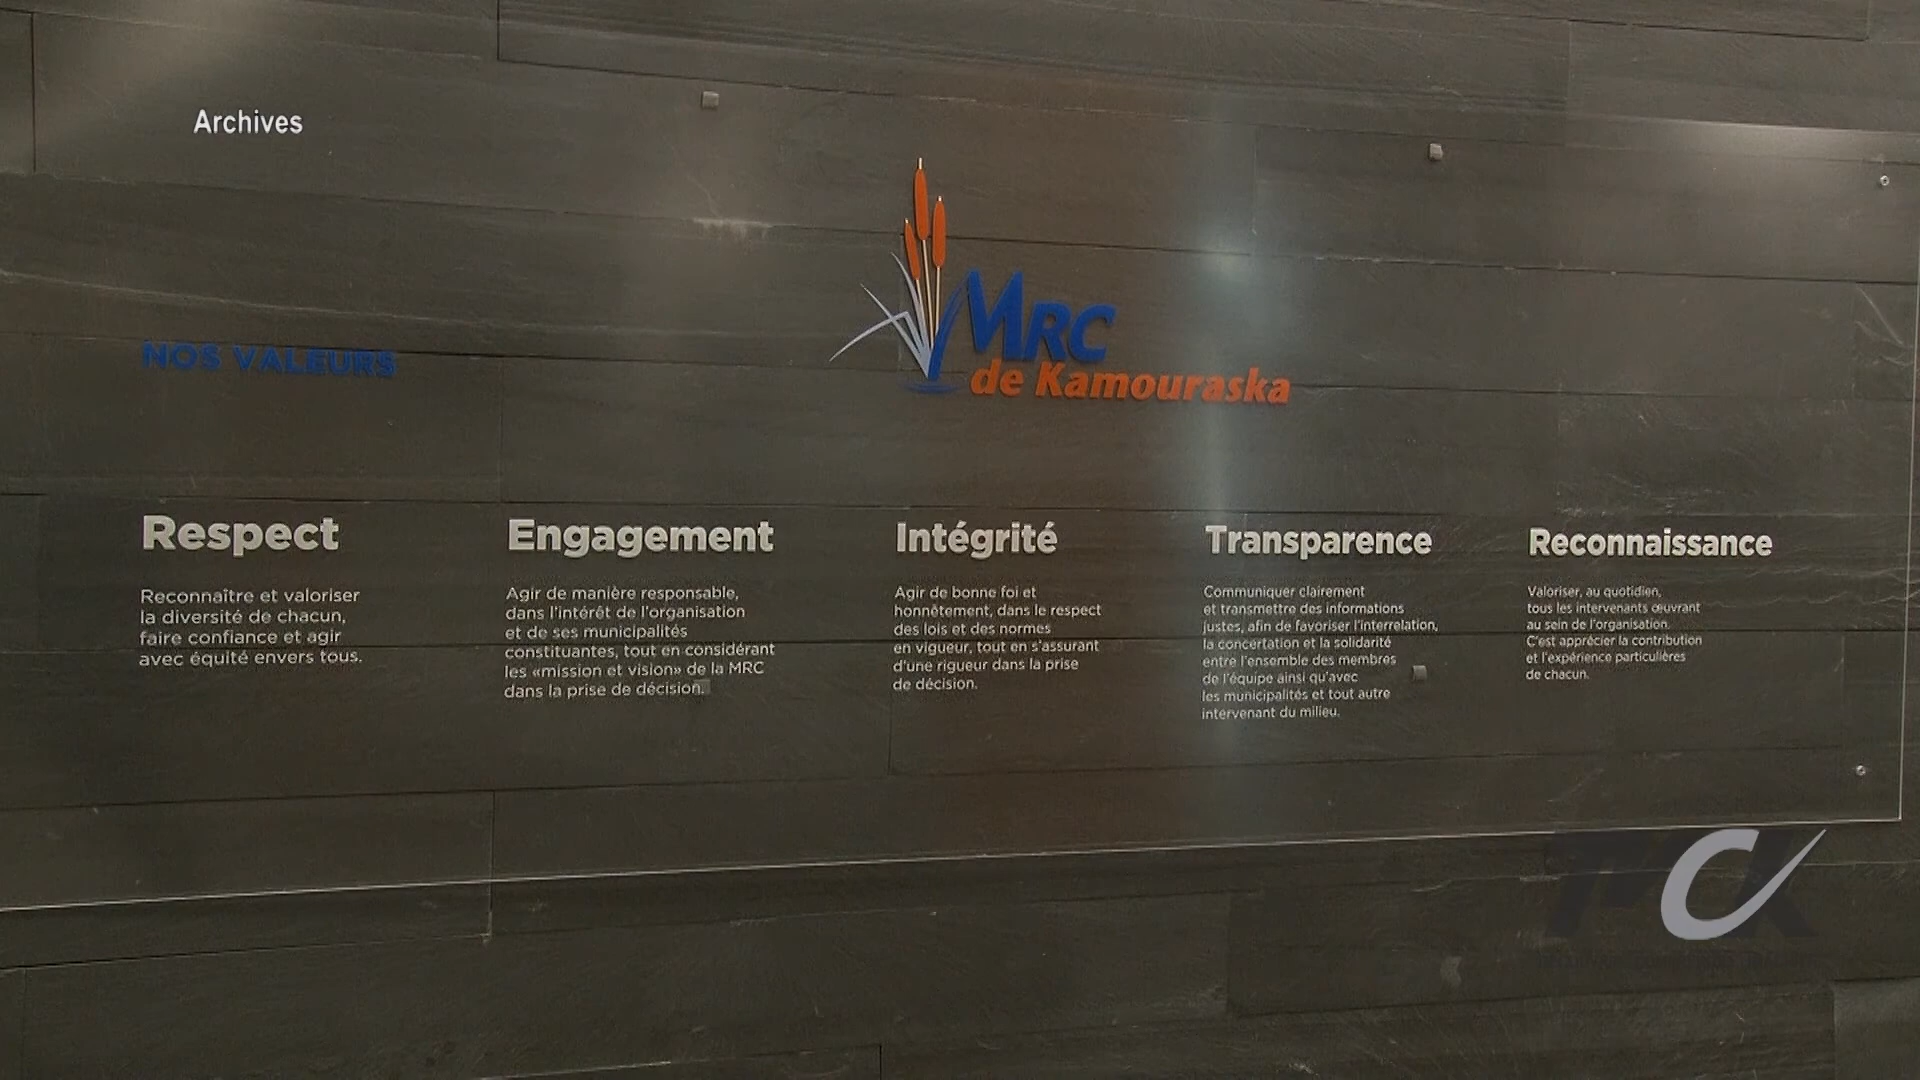 Archives
MRC
de Kamouraska
NOS VALEURS
Respect
Reconnaître et valoriser
la diversité de chacun,
faire confiance et agir
avec équité envers tous.
Engagement
Agir de manière responsable,
dans l'intérêt de l'organisation
et de ses municipalités
constituantes, tout en considérant
les «mission et vision» de la MRC
dans la prise de décision.
Intégrité
Agir de bonne foi et
honnêtement, dans le respect
des lois et des normes
en vigueur, tout en s'assurant
d'une rigueur dans la prise
de décision.
Transparence
Communiquer clairement
et transmettre des informations
justes, afin de favoriser l'interrelation,
la concertation et la solidarité
entre l'ensemble des membres
de l'équipe ainsi qu'avec
les municipalités et tout autre
intervenant du milieu.
Reconnaissance
Valoriser, au quotidien,
tous les intervenants œuvrant
au sein de l'organisation.
C'est apprécier la contribution
et l'expérience particulières
de chacun.
TVCK